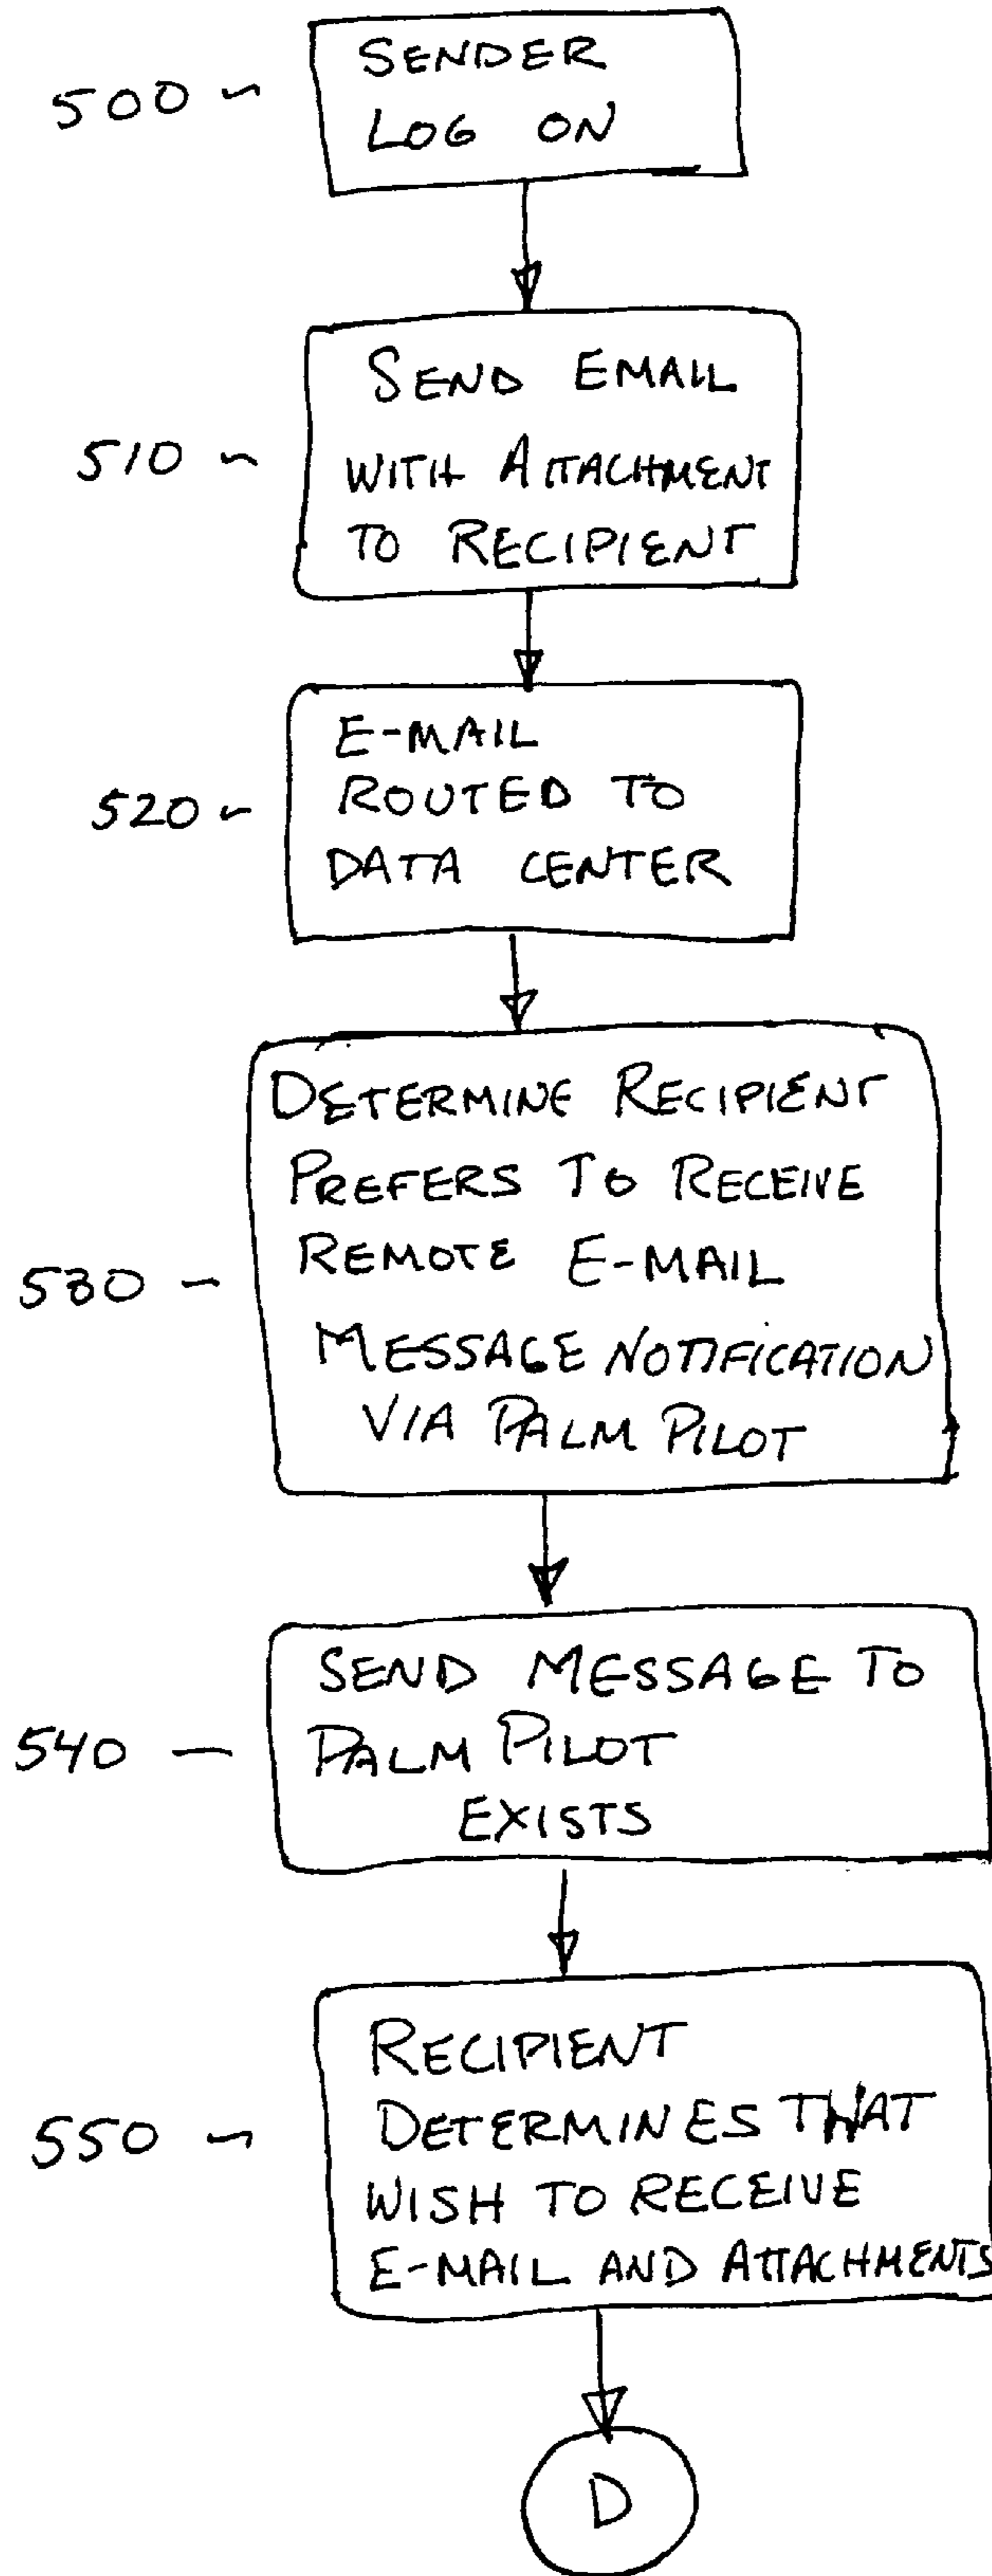 500
SENDER
LOG ON
510
SEND EMAIL
WITH ATTACHMENT
TO RECIPIENT
520
E-MAIL
ROUTED TO
DATA CENTER
530
DETERMINE RECIPIENT
PREFERS TO RECEIVE
REMOTE E-MAIL
MESSAGE NOTIFICATION
VIA PALM PILOT
540
SEND MESSAGE TO
PALM PILOT
EXISTS
550
RECIPIENT
DETERMINES THAT
WISH TO RECEIVE
E-MAIL AND ATTACHMENTS
D